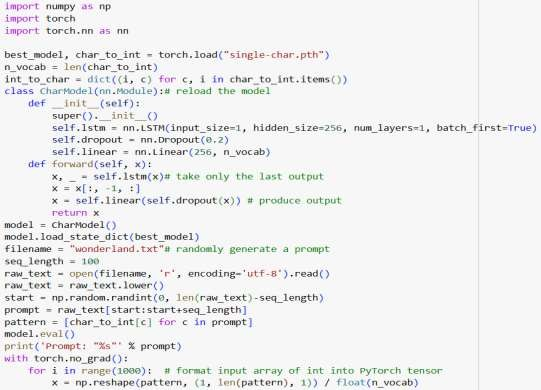 import numpy as np
import torch
import torch.nn as nn

best_model, char_to_int = torch.load("single-char.pth")
n_vocab = len(char_to_int)
int_to_char = dict((i, c) for c, i in char_to_int.items())
class CharModel(nn.Module):# reload the model
    def __init__(self):
        super().__init__()
        self.lstm = nn.LSTM(input_size=1, hidden_size=256, num_layers=1, batch_first=True)
        self.dropout = nn.Dropout(0.2)
        self.linear = nn.Linear(256, n_vocab)
    def forward(self, x):
        x, _ = self.lstm(x)# take only the last output
        x = x[:, -1, :]
        x = self.linear(self.dropout(x)) # produce output
        return x
model = CharModel()
model.load_state_dict(best_model)
filename = "wonderland.txt"# randomly generate a prompt
seq_length = 100
raw_text = open(filename, 'r', encoding='utf-8').read()
raw_text = raw_text.lower()
start = np.random.randint(0, len(raw_text)-seq_length)
prompt = raw_text[start:start+seq_length]
pattern = [char_to_int[c] for c in prompt]
model.eval()
print('Prompt: "%s"' % prompt)
with torch.no_grad():
    for i in range(1000):  # format input array of int into PyTorch tensor
        x = np.reshape(pattern, (1, len(pattern), 1)) / float(n_vocab)